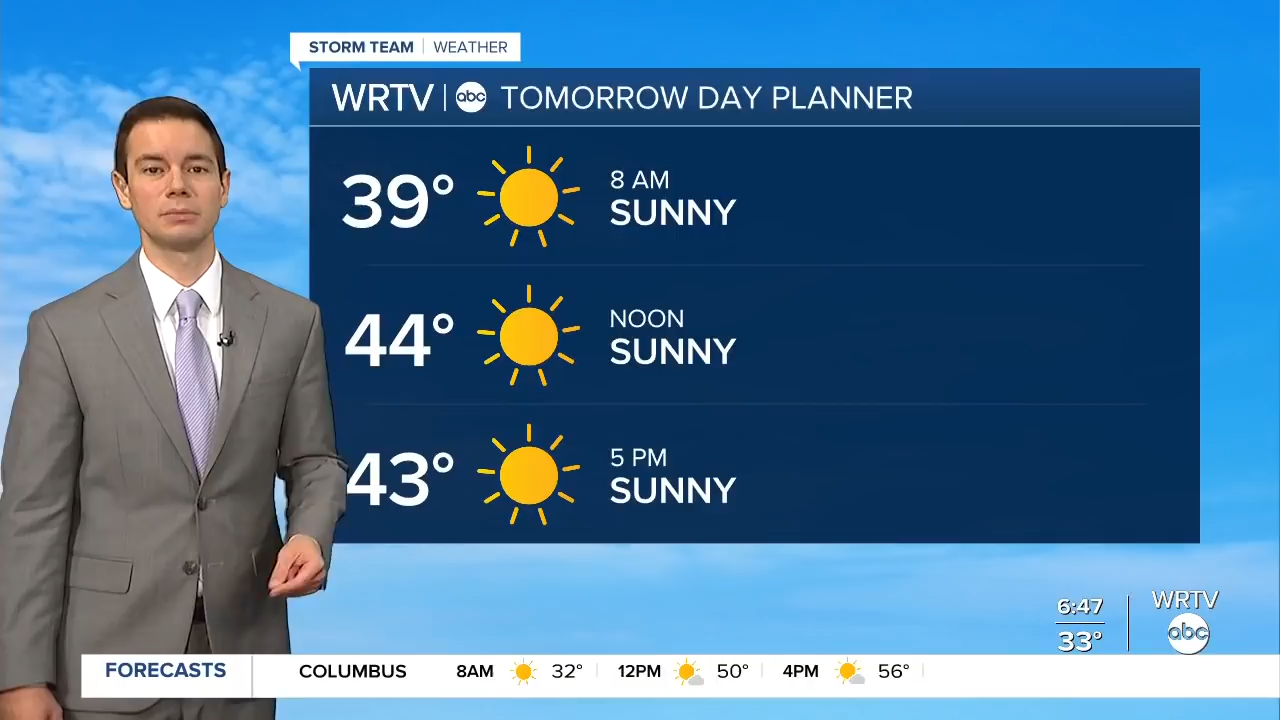 STORM TEAM | WEATHER
WRTV | abc TOMORROW DAY PLANNER
39° 8 AM
SUNNY
44° NOON
SUNNY
43° 5 PM
SUNNY
6:47
33°
WRTV
abc
FORECASTS COLUMBUS 8AM 32° 12PM 50° 4PM 56°